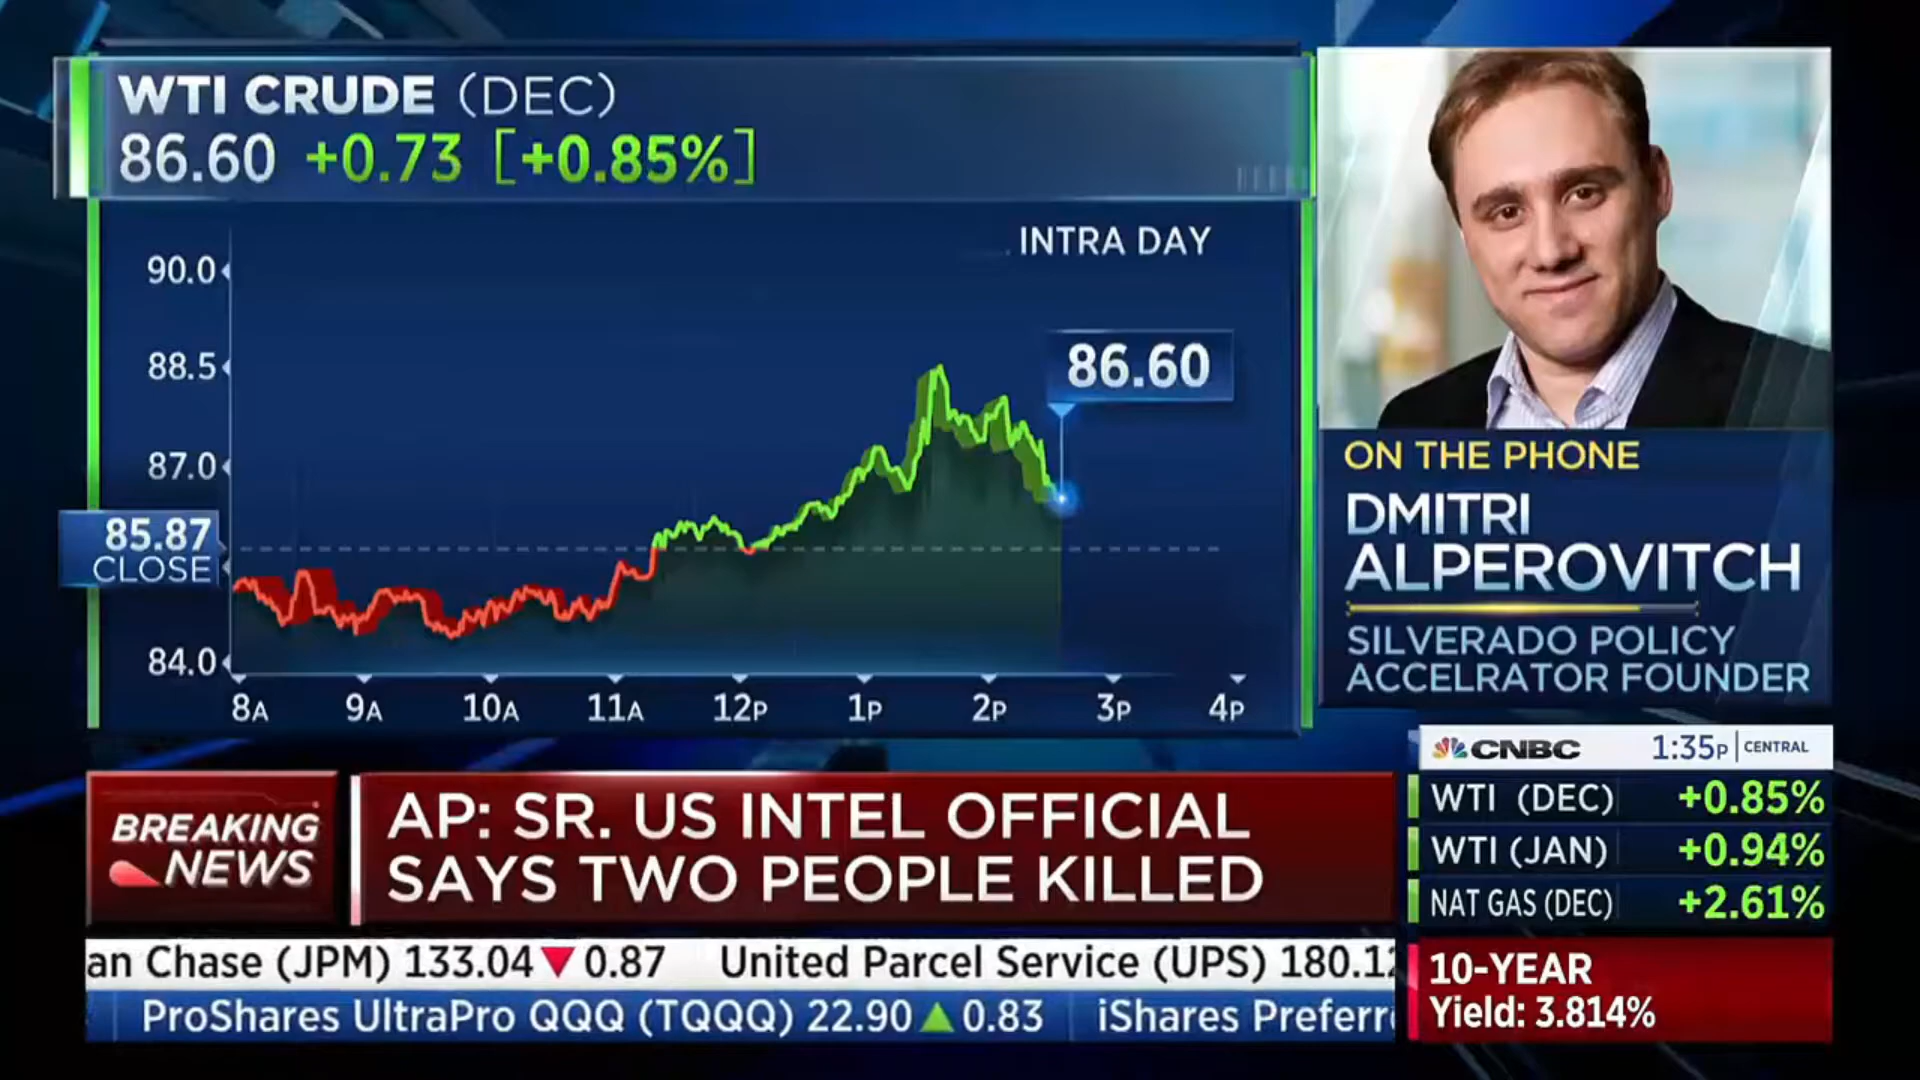 WTI CRUDE (DEC)
86.60 +0.73 [+0.85%]
INTRA DAY
90.0
88.5
87.0
85.87
CLOSE
84.0
86.60
8A 9A 10A 11A 12P 1P 2P 3P 4P
ON THE PHONE
DMITRI
ALPEROVITCH
SILVERADO POLICY
ACCELRATOR FOUNDER
CNBC 1:35P CENTRAL
WTI (DEC) +0.85%
WTI (JAN) +0.94%
NAT GAS (DEC) +2.61%
10-YEAR
Yield: 3.814%
BREAKING
NEWS
AP: SR. US INTEL OFFICIAL
SAYS TWO PEOPLE KILLED
an Chase (JPM) 133.04 ▼ 0.87 United Parcel Service (UPS) 180.12
ProShares UltraPro QQQ (TQQQ) 22.90 ▲ 0.83 iShares Preferr